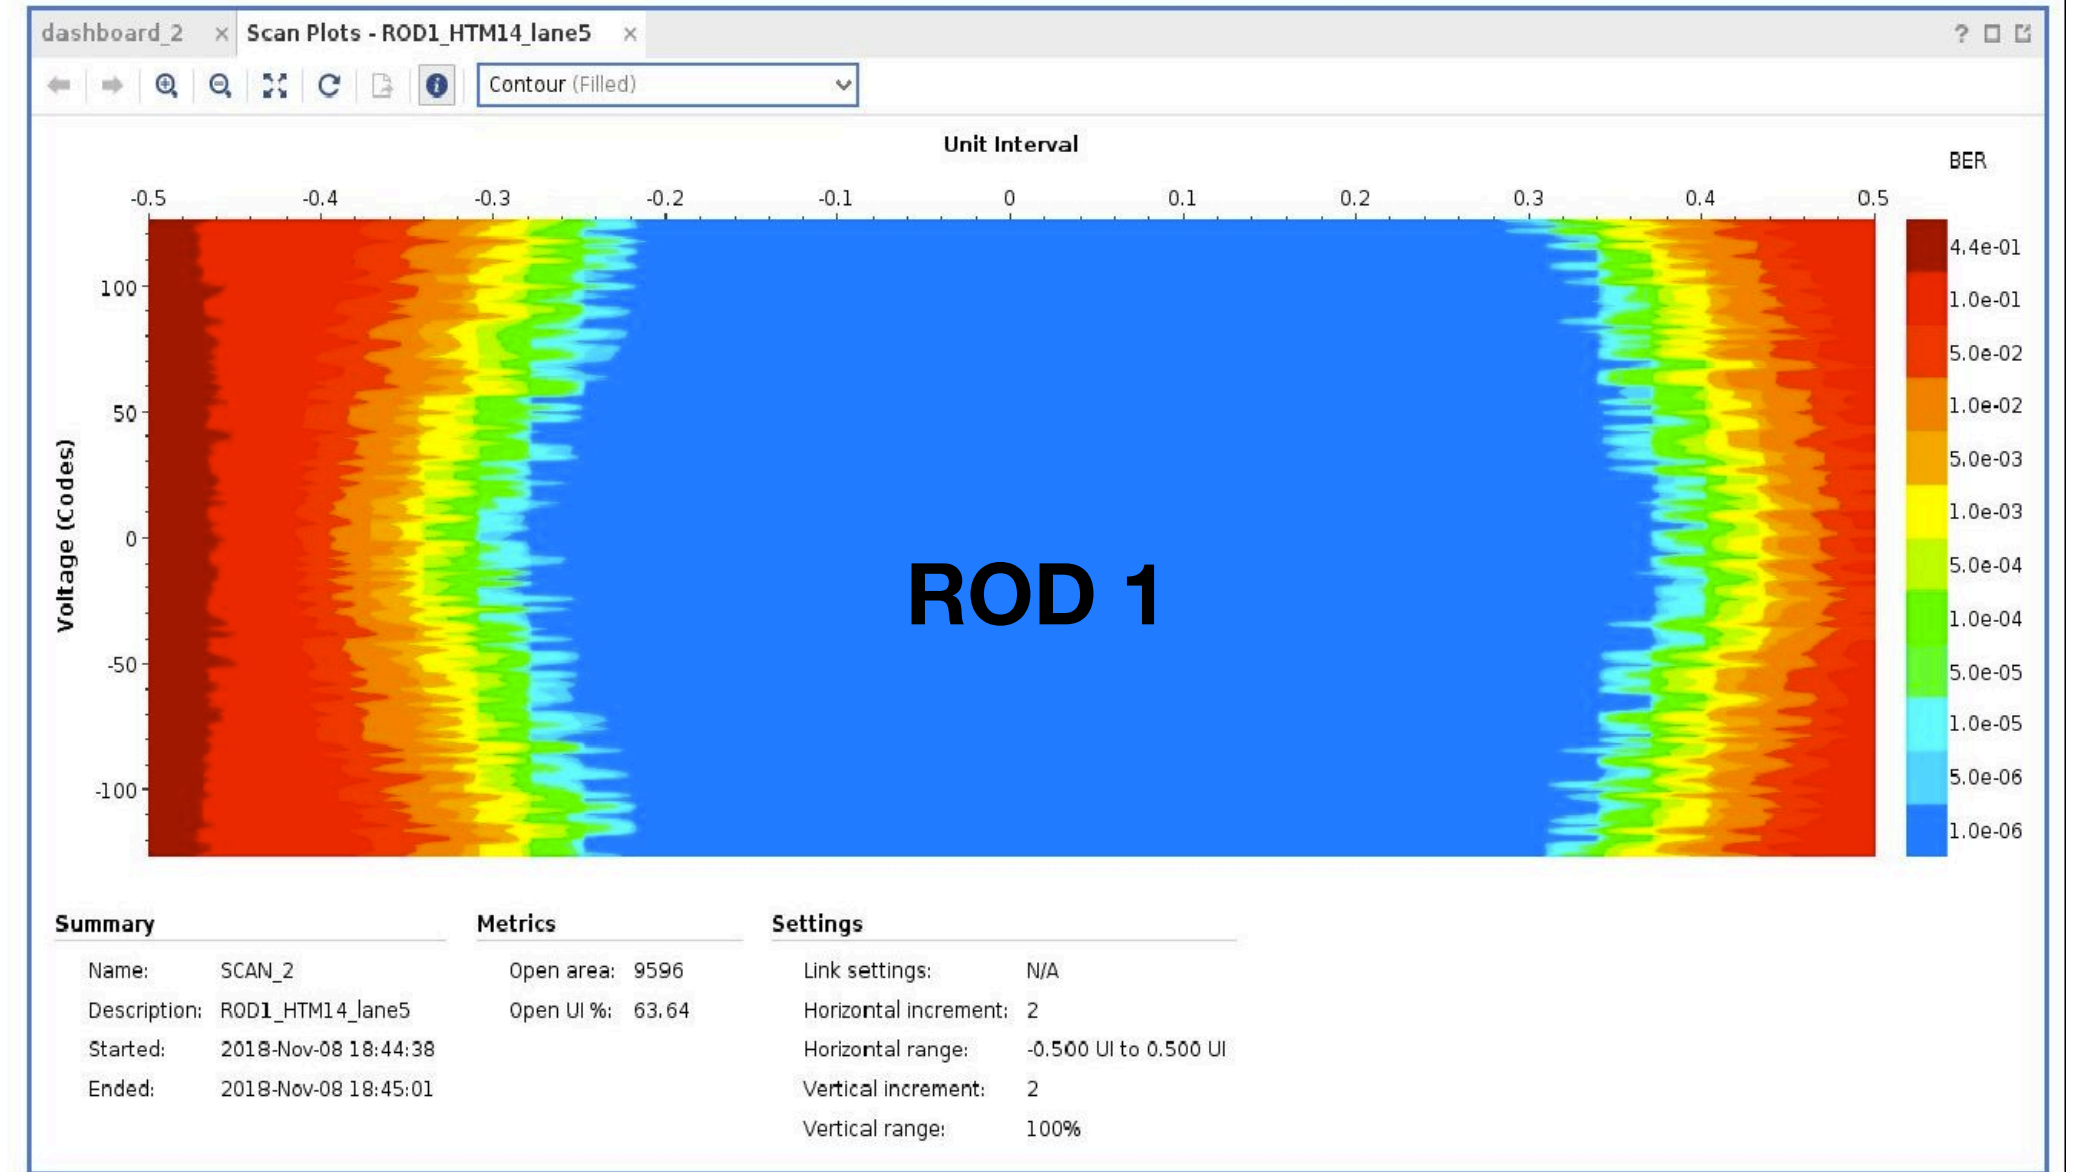 dashboard_2 × Scan Plots - ROD1_HTM14_lane5 ×
?
Contour (Filled)
Unit Interval
BER
-0.5 -0.4 -0.3 -0.2 -0.1 0 0.1 0.2 0.3 0.4 0.5
Voltage (Codes)
100
50
0
-50
-100
ROD 1
4.4e-01
1.0e-01
5.0e-02
1.0e-02
5.0e-03
1.0e-03
5.0e-04
1.0e-04
5.0e-05
1.0e-05
5.0e-06
1.0e-06
Summary
Name: SCAN_2
Description: ROD1_HTM14_lane5
Started: 2018-Nov-08 18:44:38
Ended: 2018-Nov-08 18:45:01
Metrics
Open area: 9596
Open UI %: 63.64
Settings
Link settings: N/A
Horizontal increment: 2
Horizontal range: -0.500 UI to 0.500 UI
Vertical increment: 2
Vertical range: 100%